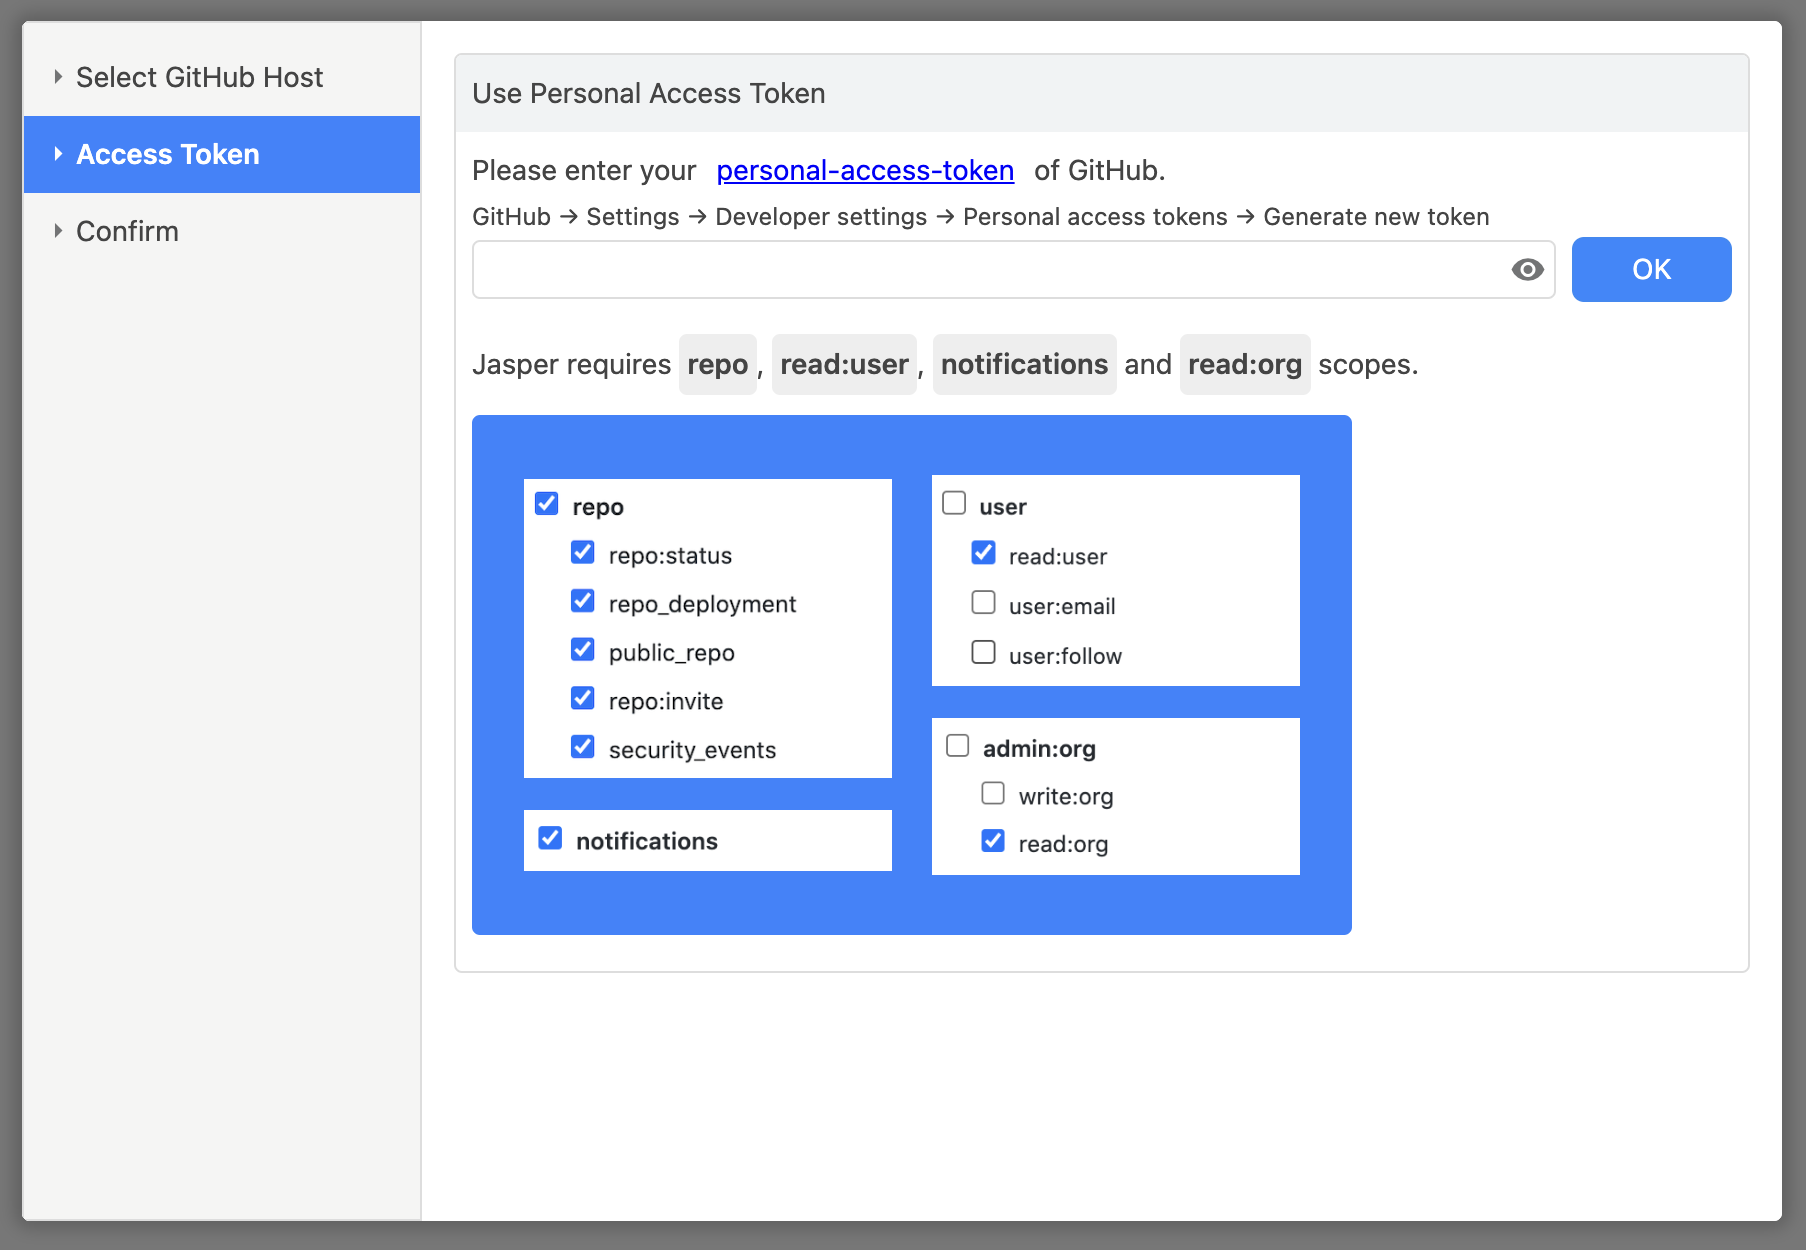 Select GitHub Host
Access Token
Confirm
Use Personal Access Token
Please enter your personal-access-token of GitHub.
GitHub → Settings → Developer settings → Personal access tokens → Generate new token
OK
Jasper requires repo, read:user, notifications and read:org scopes.
repo
repo:status
repo_deployment
public_repo
repo:invite
security_events
notifications
user
read:user
user:email
user:follow
admin:org
write:org
read:org